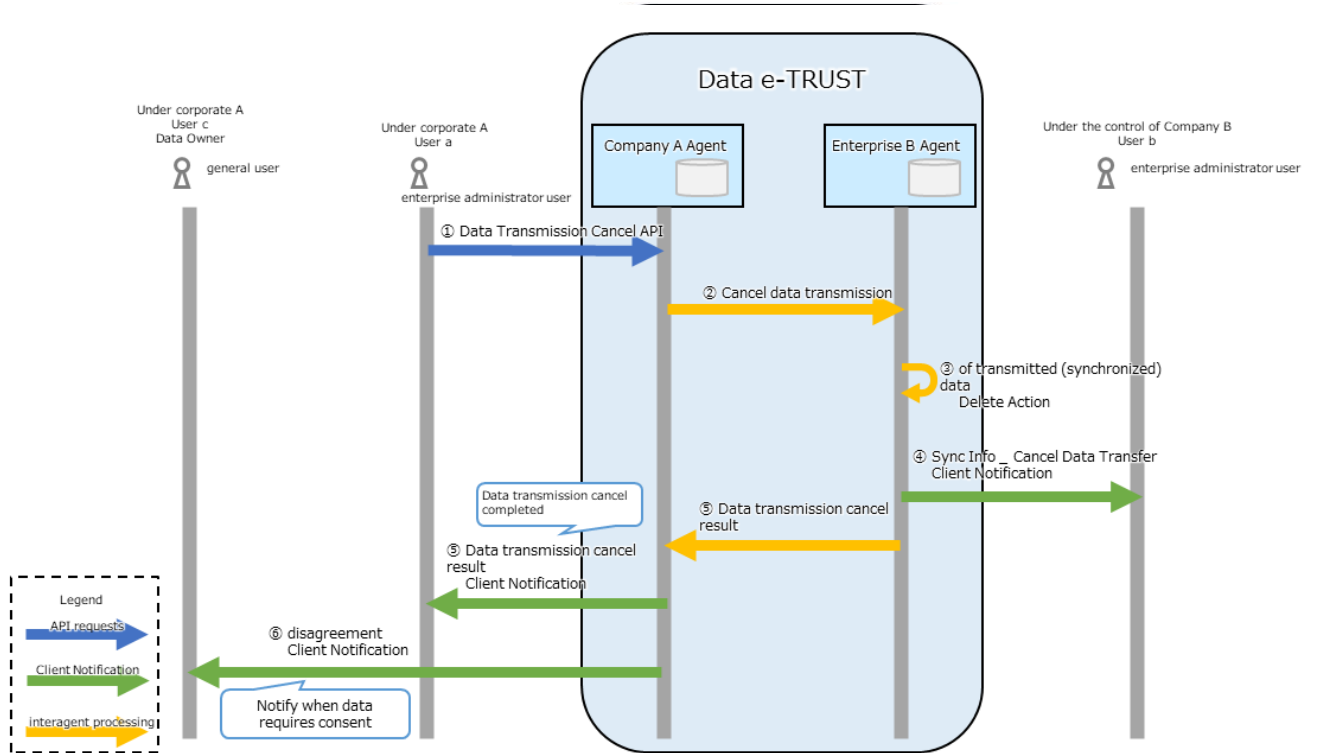 Data e-TRUST
Under corporate A
User c
Data Owner
general user
Under corporate A
User a
enterprise administrator user
Company A Agent
Enterprise B Agent
Under the control of Company B
User b
enterprise administrator user
① Data Transmission Cancel API
② Cancel data transmission
③ of transmitted (synchronized)
data
Delete Action
④ Sync Info _ Cancel Data Transfer
Client Notification
Data transmission cancel
completed
⑤ Data transmission cancel
result
⑤ Data transmission cancel
result
Client Notification
⑥ disagreement
Client Notification
Notify when data
requires consent
Legend
API requests
Client Notification
interagent processing